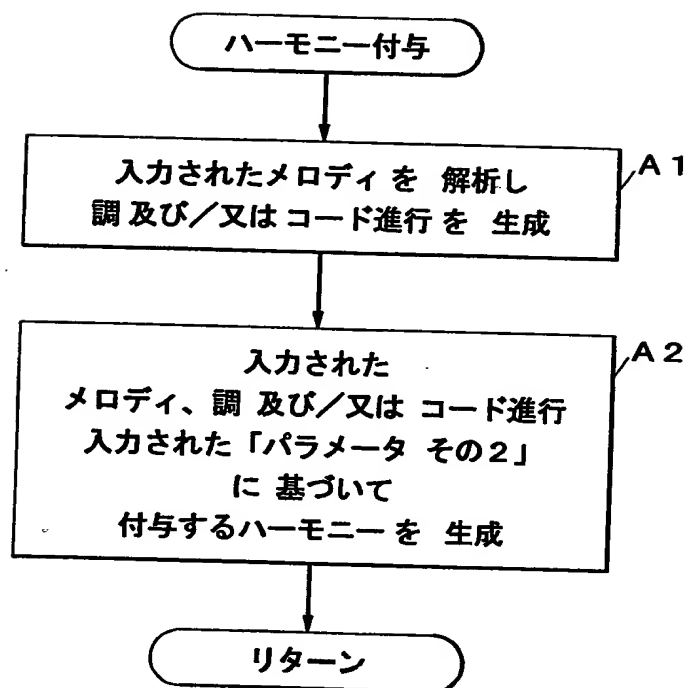 ハーモニー付与
入力されたメロディを 解析し
調及び/又はコード進行を 生成
A1
入力された
メロディ、調 及び/又は コード進行
入力された「パラメータ その2」
に 基づいて
付与するハーモニーを 生成
A2
リターン